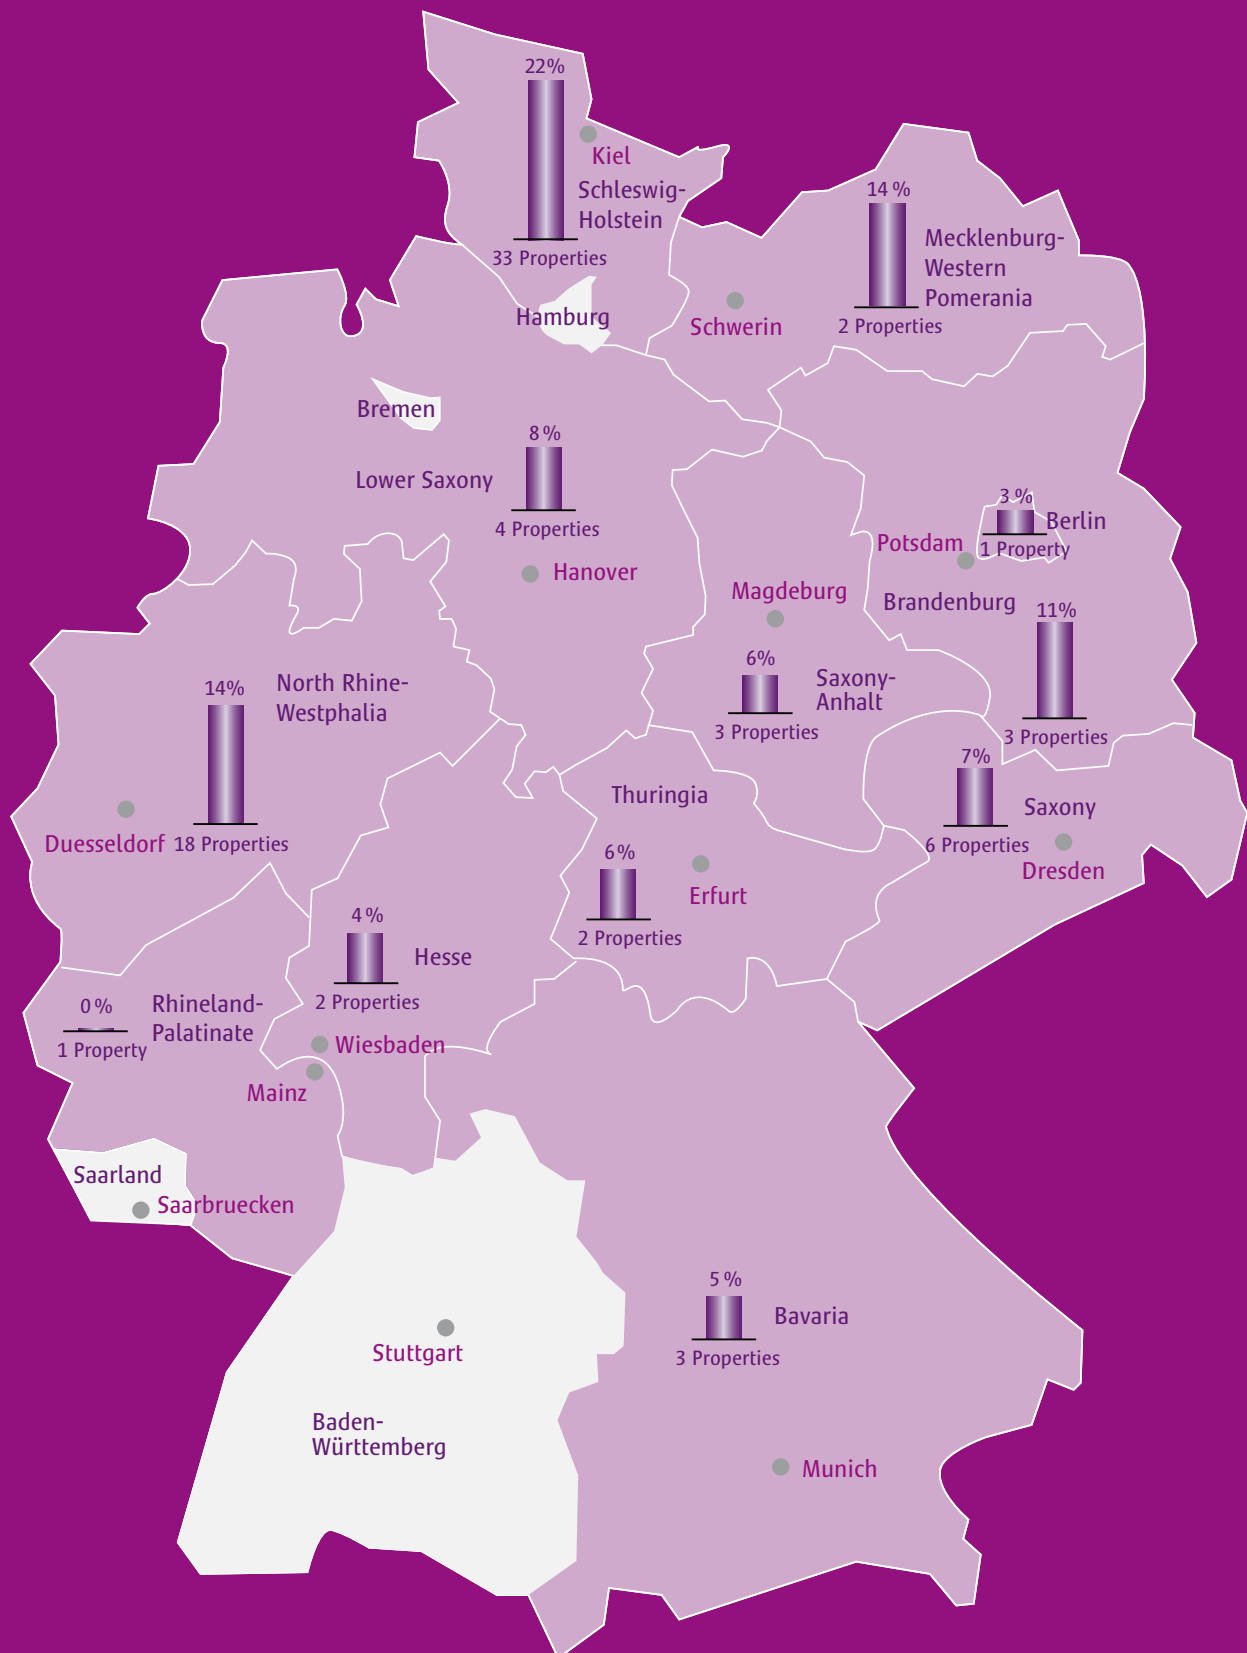 22%
Kiel
Schleswig-
Holstein
33 Properties
14 %
Mecklenburg-
Western
Pomerania
2 Properties
Schwerin
Hamburg
Bremen
8 %
Lower Saxony
4 Properties
Hanover
3 %
Berlin
1 Property
Potsdam
Brandenburg
11%
3 Properties
Magdeburg
6%
Saxony-
Anhalt
3 Properties
14%
North Rhine-
Westphalia
Duesseldorf
18 Properties
7%
Saxony
6 Properties
Dresden
Thuringia
6 %
Erfurt
2 Properties
4 %
Hesse
2 Properties
Wiesbaden
0 %
Rhineland-
Palatinate
1 Property
Mainz
Saarland
Saarbruecken
5 %
Bavaria
3 Properties
Stuttgart
Baden-
Württemberg
Munich